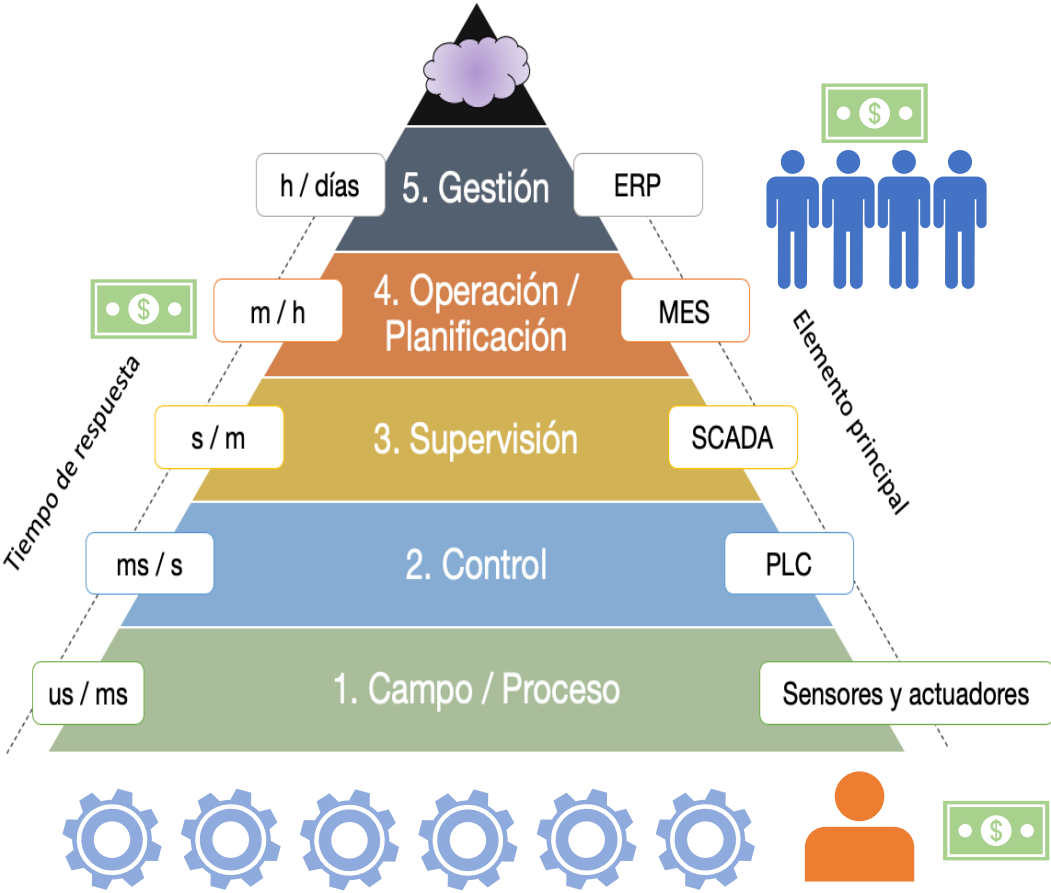 h / días
5. Gestión
ERP
$
m / h
4. Operación /
Planificación
MES
$
Tiempo de respuesta
Elemento principal
s / m
3. Supervisión
SCADA
ms / s
2. Control
PLC
us / ms
1. Campo / Proceso
Sensores y actuadores
$